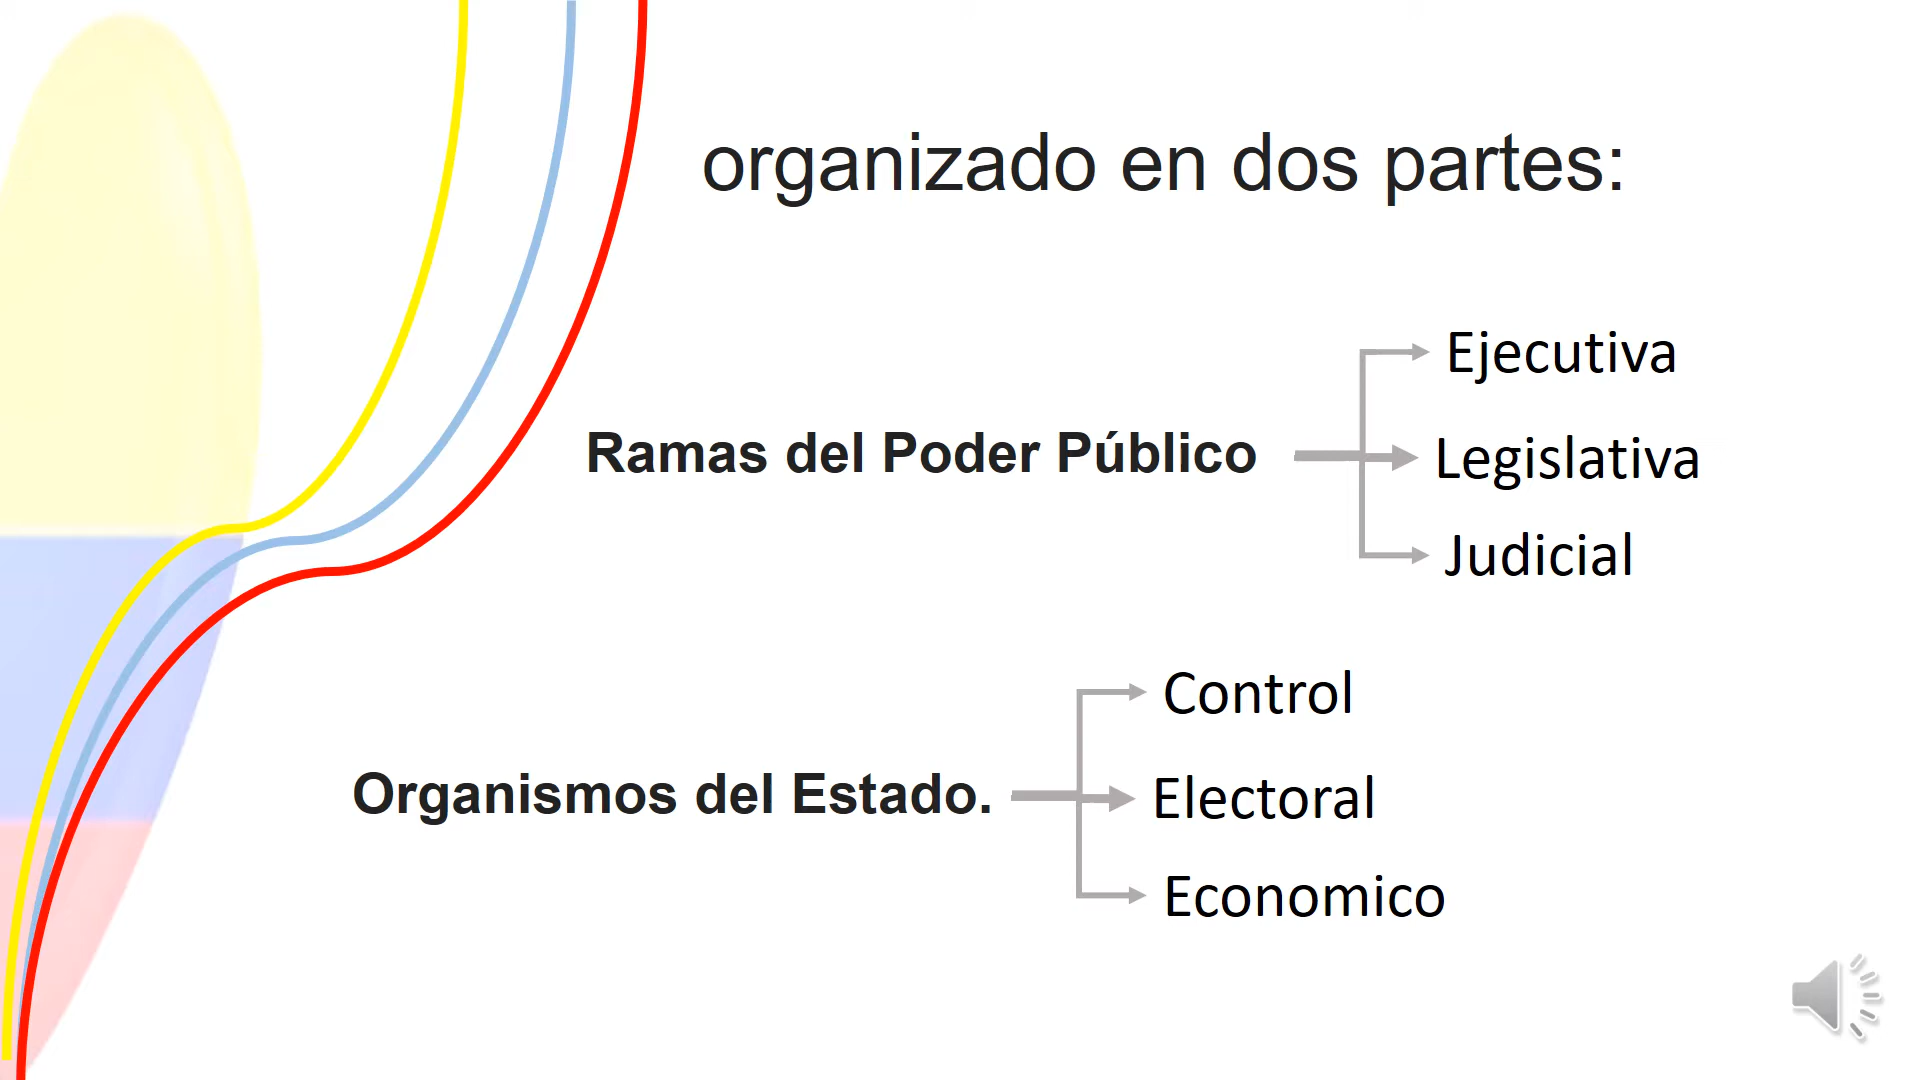 organizado en dos partes:
Ejecutiva
Ramas del Poder Público
Legislativa
Judicial
Control
Organismos del Estado.
Electoral
Economico